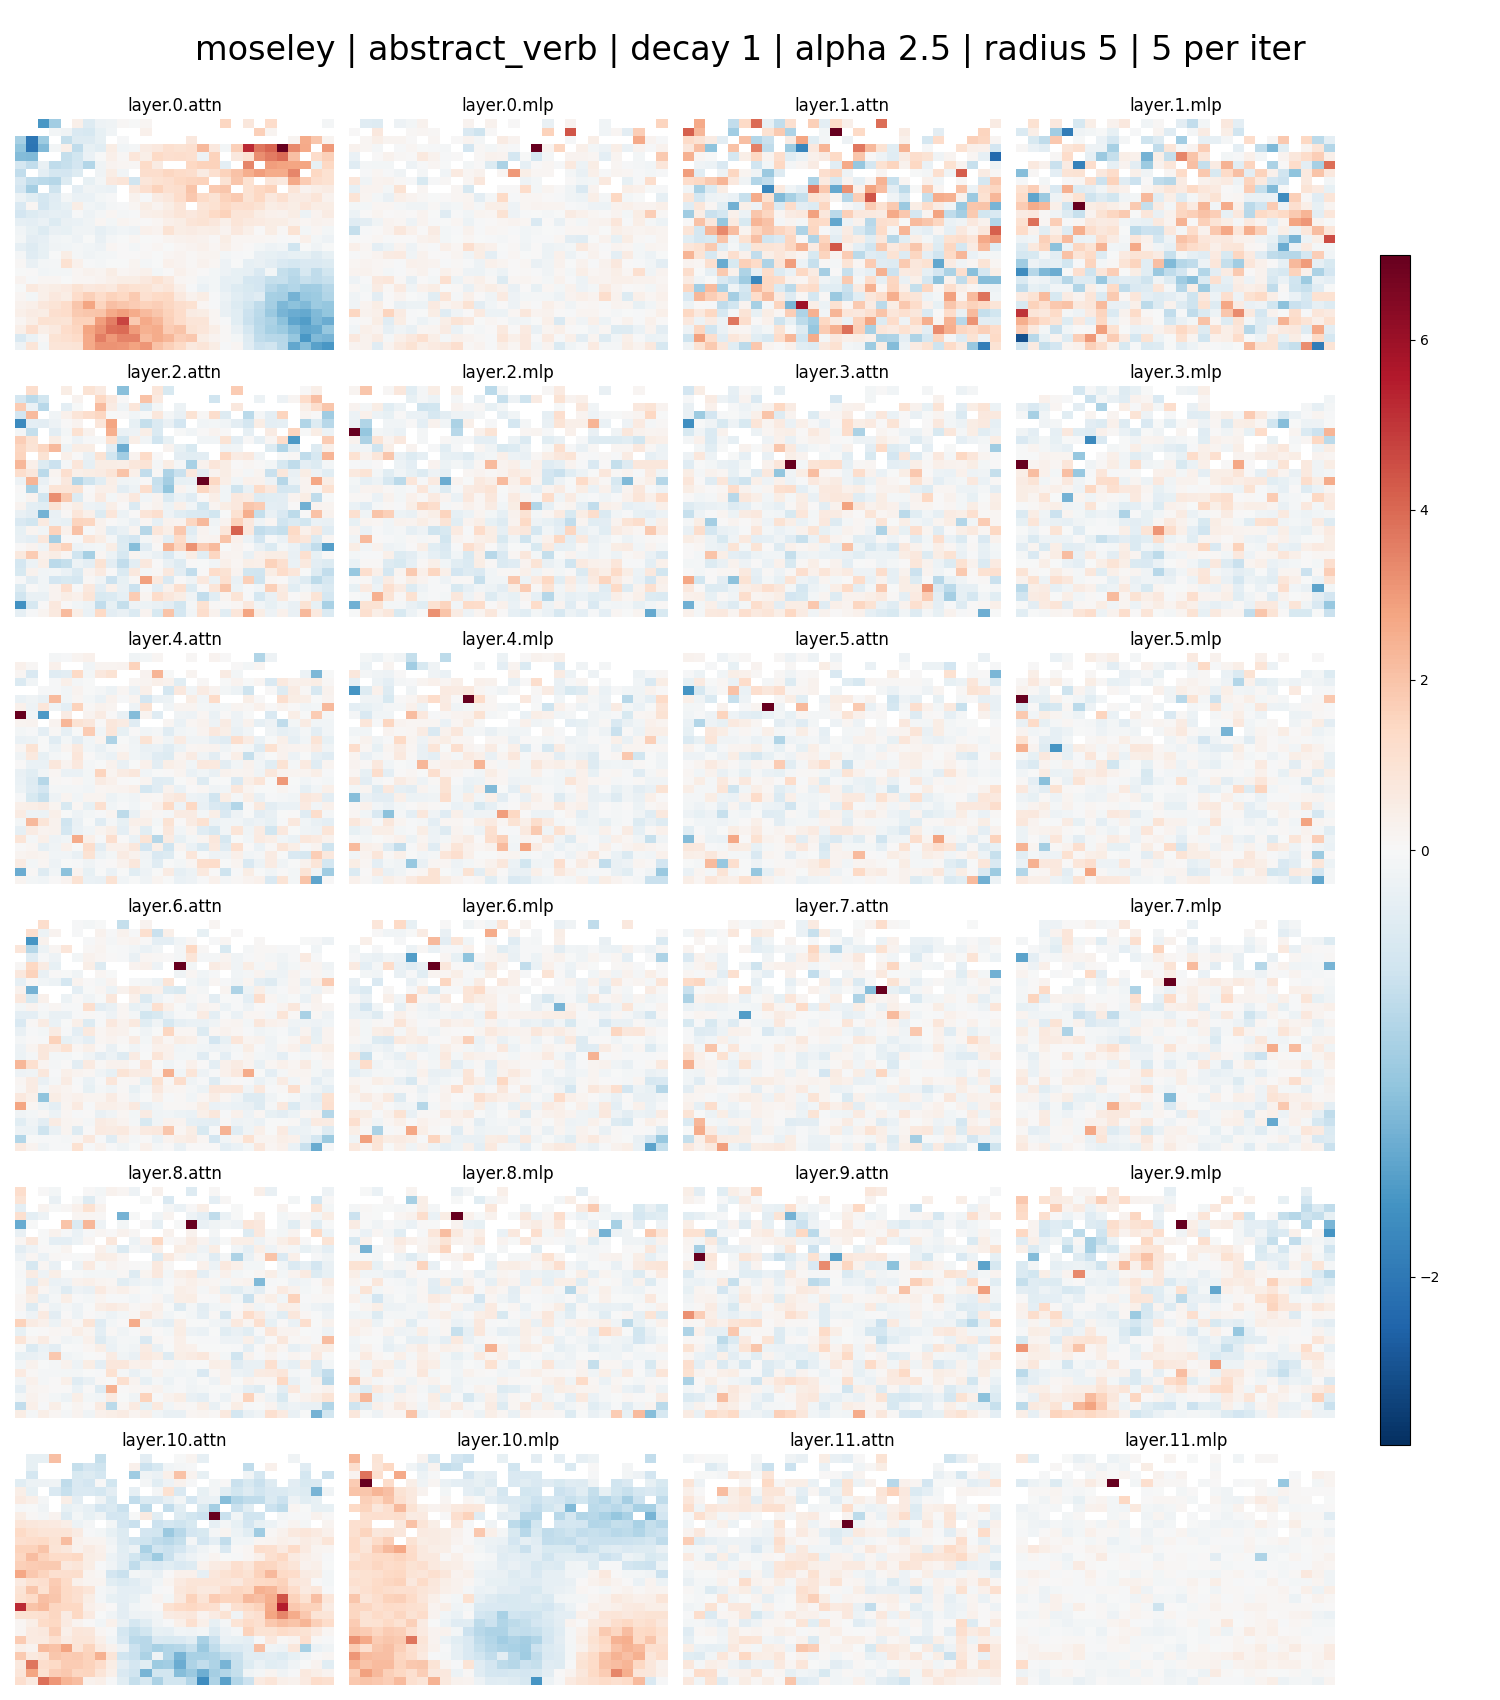 moseley | abstract_verb | decay 1 | alpha 2.5 | radius 5 | 5 per iter
layer.0.attn
layer.0.mlp
layer.1.attn
layer.1.mlp
layer.2.attn
layer.2.mlp
layer.3.attn
layer.3.mlp
layer.4.attn
layer.4.mlp
layer.5.attn
layer.5.mlp
layer.6.attn
layer.6.mlp
layer.7.attn
layer.7.mlp
layer.8.attn
layer.8.mlp
layer.9.attn
layer.9.mlp
layer.10.attn
layer.10.mlp
layer.11.attn
layer.11.mlp
6
4
2
0
−2